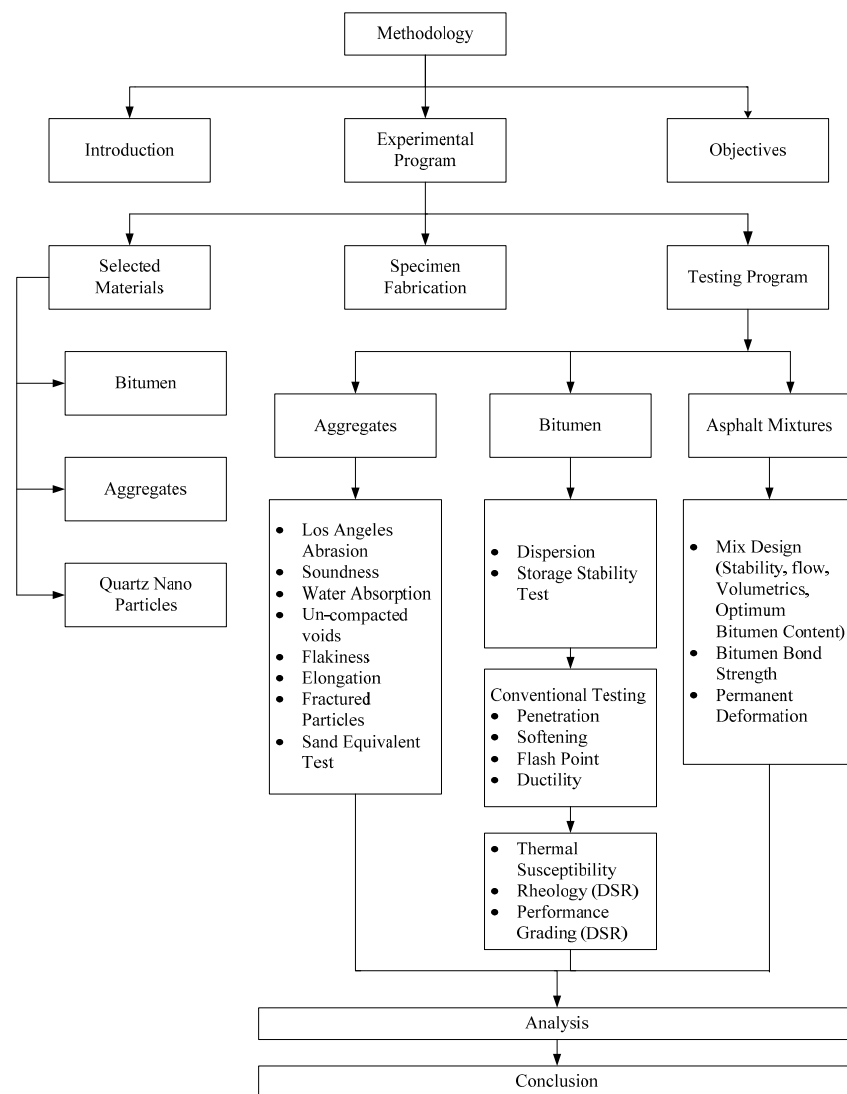 Methodology
Introduction
Experimental
Program
Objectives
Selected
Materials
Specimen
Fabrication
Testing Program
Bitumen
Aggregates
Quartz Nano
Particles
Aggregates
Bitumen
Asphalt Mixtures
● Los Angeles
Abrasion
● Soundness
● Water Absorption
● Un-compacted
voids
● Flakiness
● Elongation
● Fractured
Particles
● Sand Equivalent
Test
● Dispersion
● Storage Stability
Test
Conventional Testing
● Penetration
● Softening
● Flash Point
● Ductility
● Thermal
Susceptibility
● Rheology (DSR)
● Performance
Grading (DSR)
● Mix Design
(Stability, flow,
Volumetrics,
Optimum
Bitumen Content)
● Bitumen Bond
Strength
● Permanent
Deformation
Analysis
Conclusion